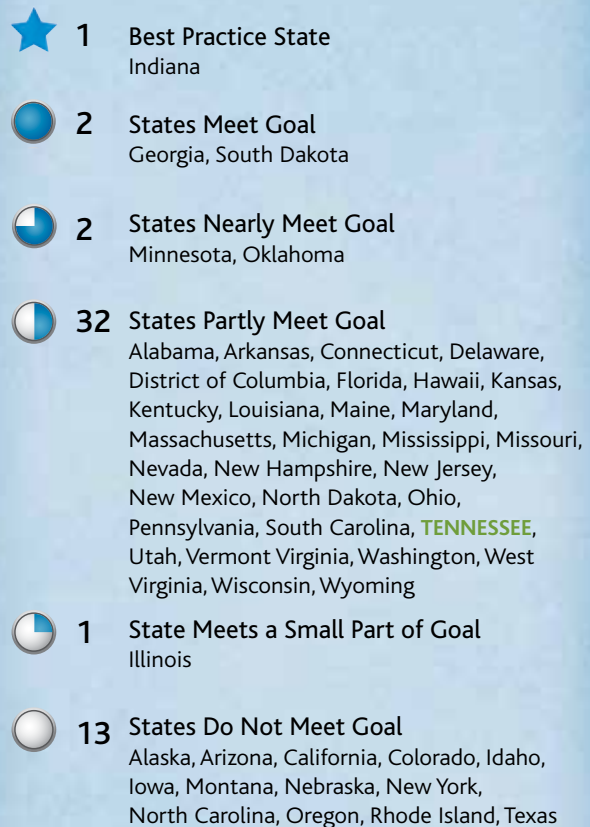 1 Best Practice State
Indiana
2 States Meet Goal
Georgia, South Dakota
2 States Nearly Meet Goal
Minnesota, Oklahoma
32 States Partly Meet Goal
Alabama, Arkansas, Connecticut, Delaware,
District of Columbia, Florida, Hawaii, Kansas,
Kentucky, Louisiana, Maine, Maryland,
Massachusetts, Michigan, Mississippi, Missouri,
Nevada, New Hampshire, New Jersey,
New Mexico, North Dakota, Ohio,
Pennsylvania, South Carolina, TENNESSEE,
Utah, Vermont Virginia, Washington, West
Virginia, Wisconsin, Wyoming
1 State Meets a Small Part of Goal
Illinois
13 States Do Not Meet Goal
Alaska, Arizona, California, Colorado, Idaho,
Iowa, Montana, Nebraska, New York,
North Carolina, Oregon, Rhode Island, Texas